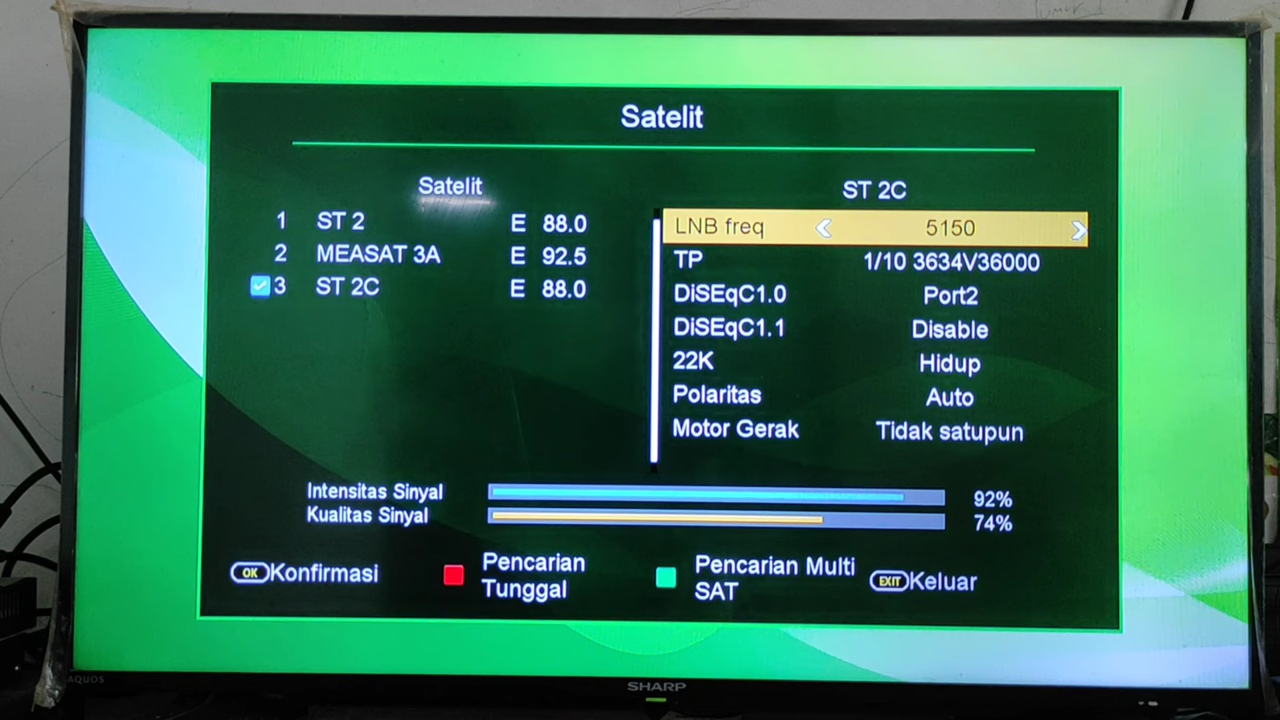 Satelit
Satelit
1 ST 2 E 88.0
2 MEASAT 3A E 92.5
3 ST 2C E 88.0
ST 2C
LNB freq 5150
TP 1/10 3634V36000
DiSEqC1.0 Port2
DiSEqC1.1 Disable
22K Hidup
Polaritas Auto
Motor Gerak Tidak satupun
Intensitas Sinyal 92%
Kualitas Sinyal 74%
OK Konfirmasi
Pencarian
Tunggal
Pencarian Multi
SAT
EXIT Keluar
AQUOS
SHARP